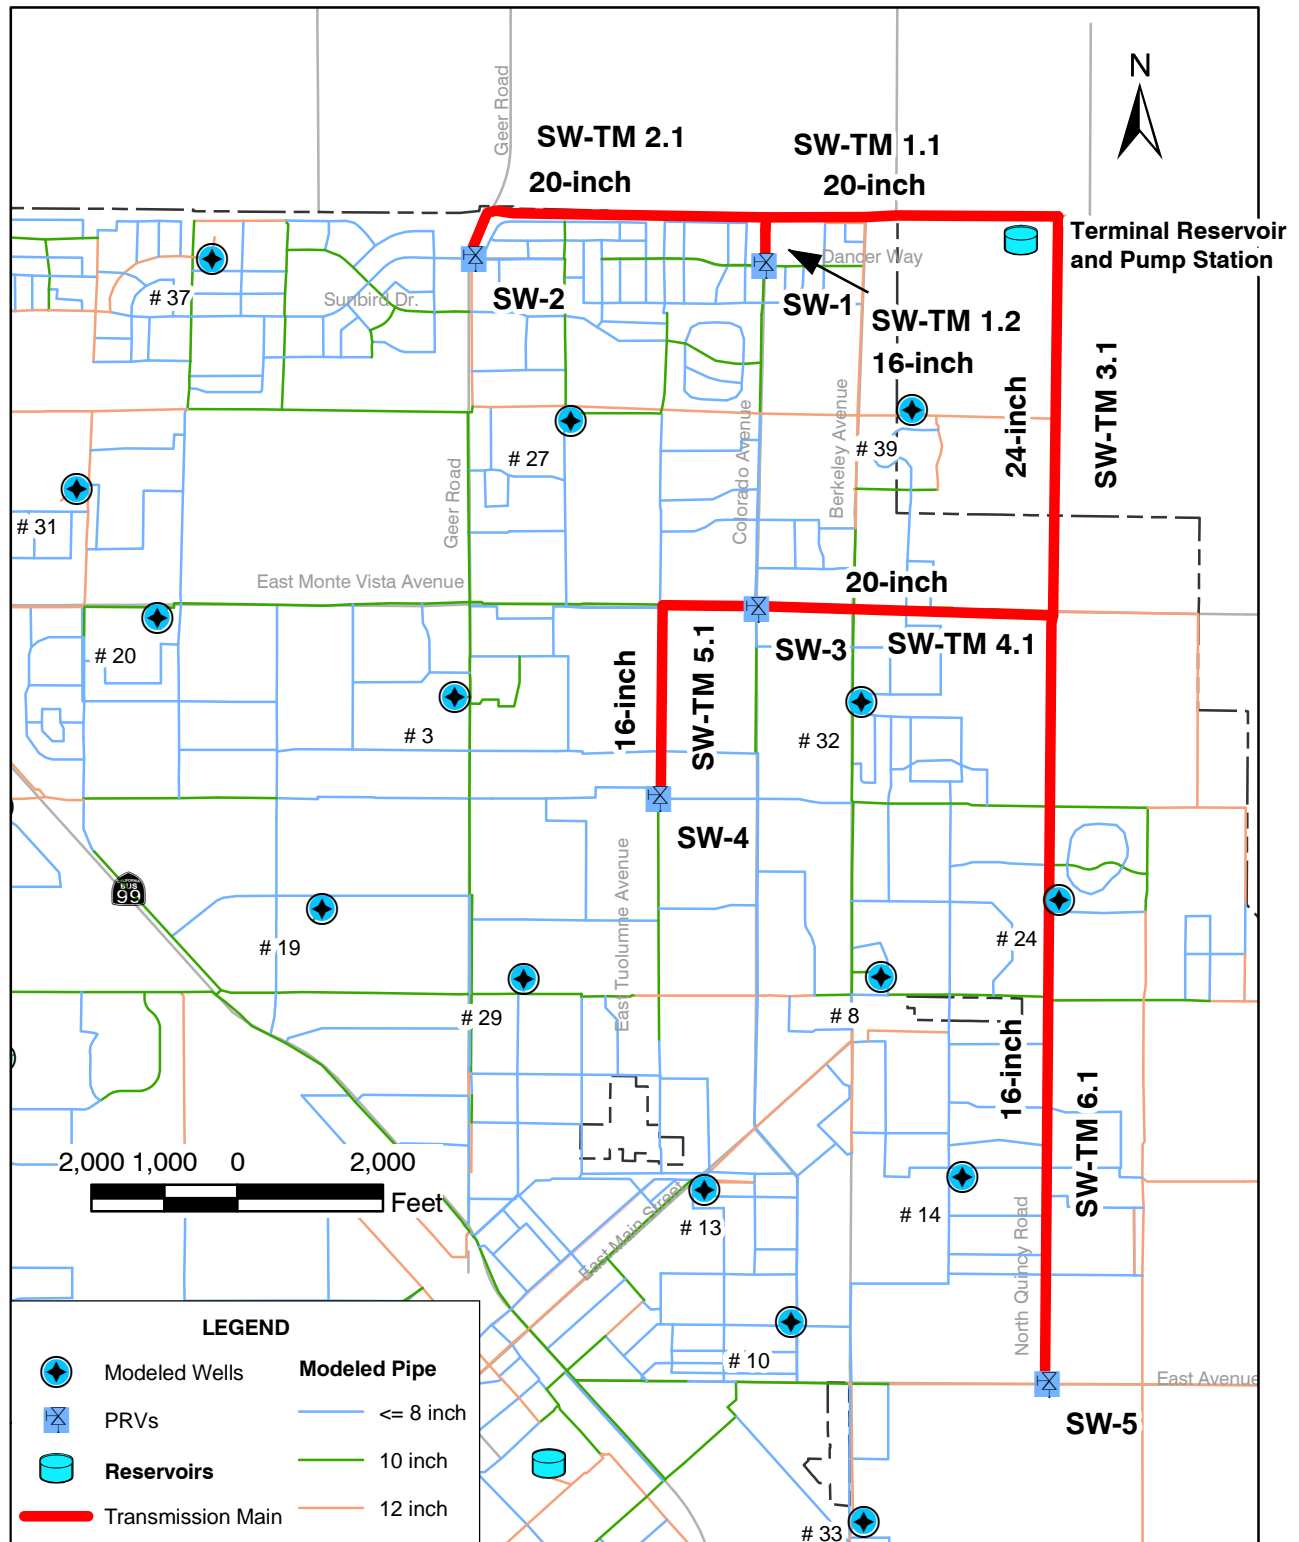 N
Geer Road
SW-TM 2.1
20-inch
SW-TM 1.1
20-inch
Terminal Reservoir
and Pump Station
Dancer Way
# 37
Sunbird Dr.
SW-2
SW-1
SW-TM 1.2
16-inch
24-inch
SW-TM 3.1
# 27
Colorado Avenue
Berkeley Avenue
# 39
Geer Road
# 31
East Monte Vista Avenue
20-inch
# 20
16-inch
SW-TM 5.1
SW-3
SW-TM 4.1
# 3
# 32
SW-4
CALIFORNIA
BUS
99
East Tuolumne Avenue
# 19
# 24
# 29
# 8
16-inch
SW-TM 6.1
2,000 1,000 0 2,000
Feet
# 13
# 14
East Main Street
North Quincy Road
# 10
East Avenue
SW-5
# 33
LEGEND
Modeled Wells
PRVs
Reservoirs
Transmission Main
Modeled Pipe
<= 8 inch
10 inch
12 inch